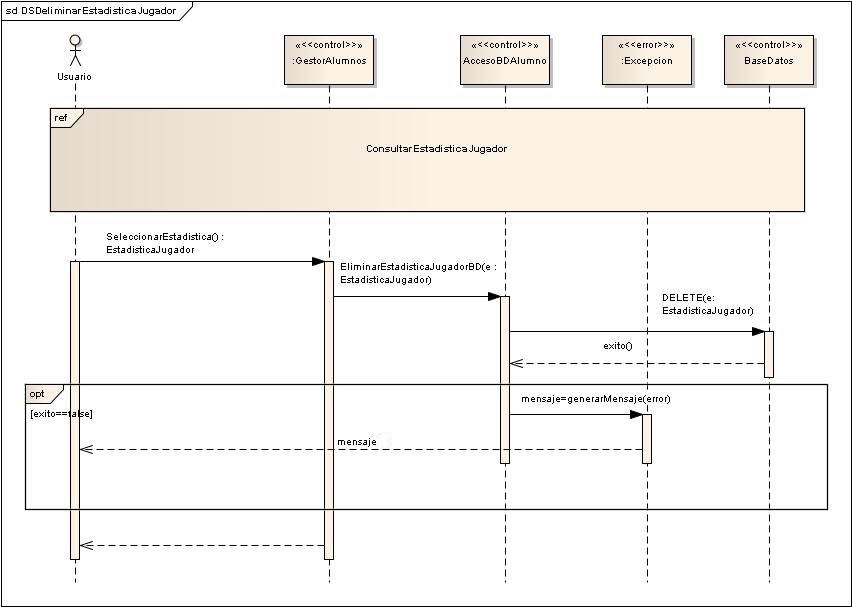 sd DSDeliminarEstadisticaJugador
Usuario
«<<control>>»
:GestorAlumnos
«<<control>>»
AccesoBDAlumno
«<<error>>»
:Excepcion
«<<control>>»
BaseDatos
ref
ConsultarEstadisticaJugador
SeleccionarEstadistica() :
EstadisticaJugador
EliminarEstadisticaJugadorBD(e :
EstadisticaJugador)
DELETE(e:
EstadisticaJugador)
exito()
opt
[exito==false]
mensaje=generarMensaje(error)
mensaje